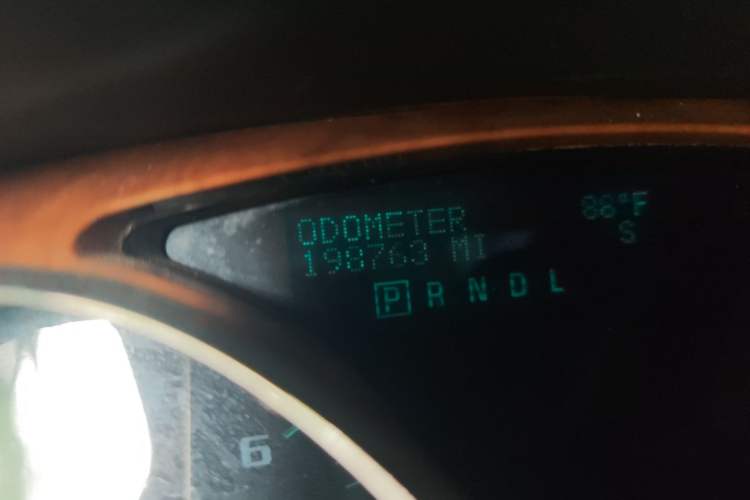 ODOMETER
198763 MI
88°F
S
P R N D L
6